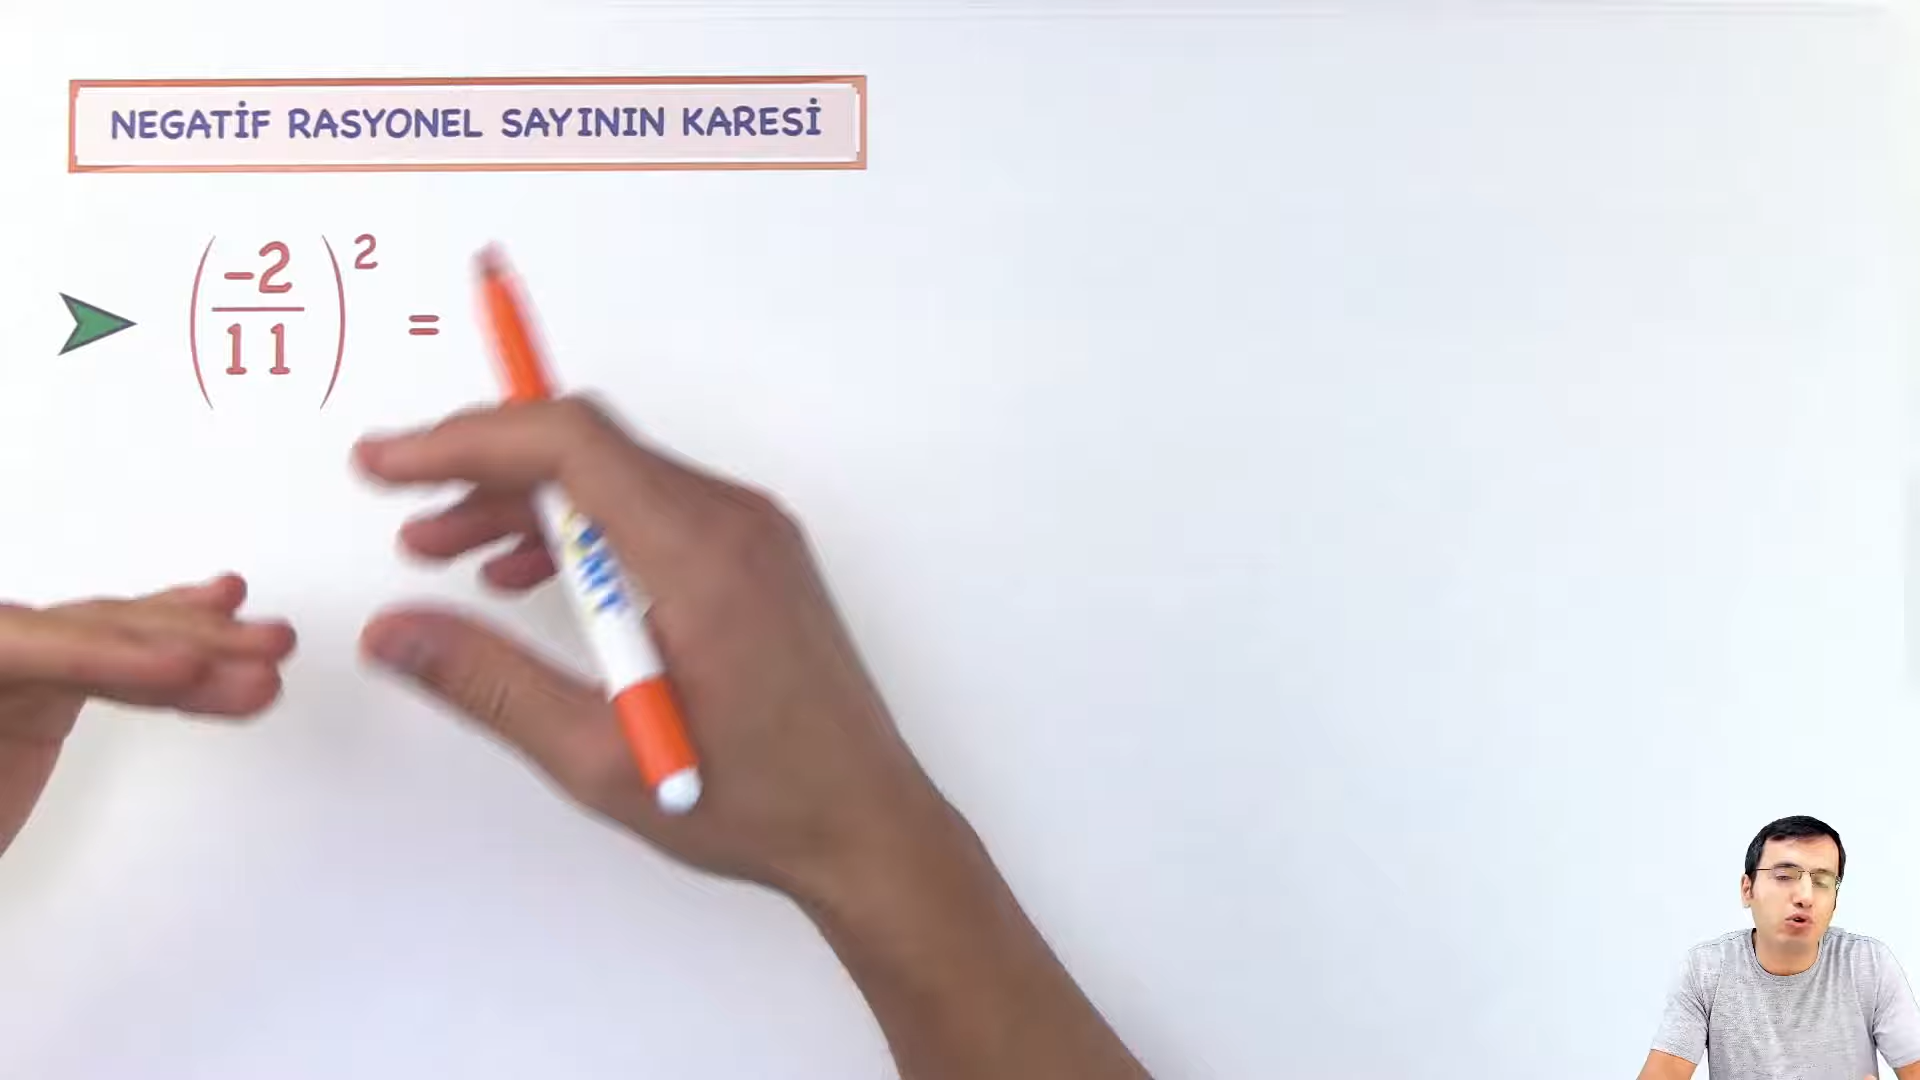 NEGATİF RASYONEL SAYININ KARESİ
(-2/11)² =